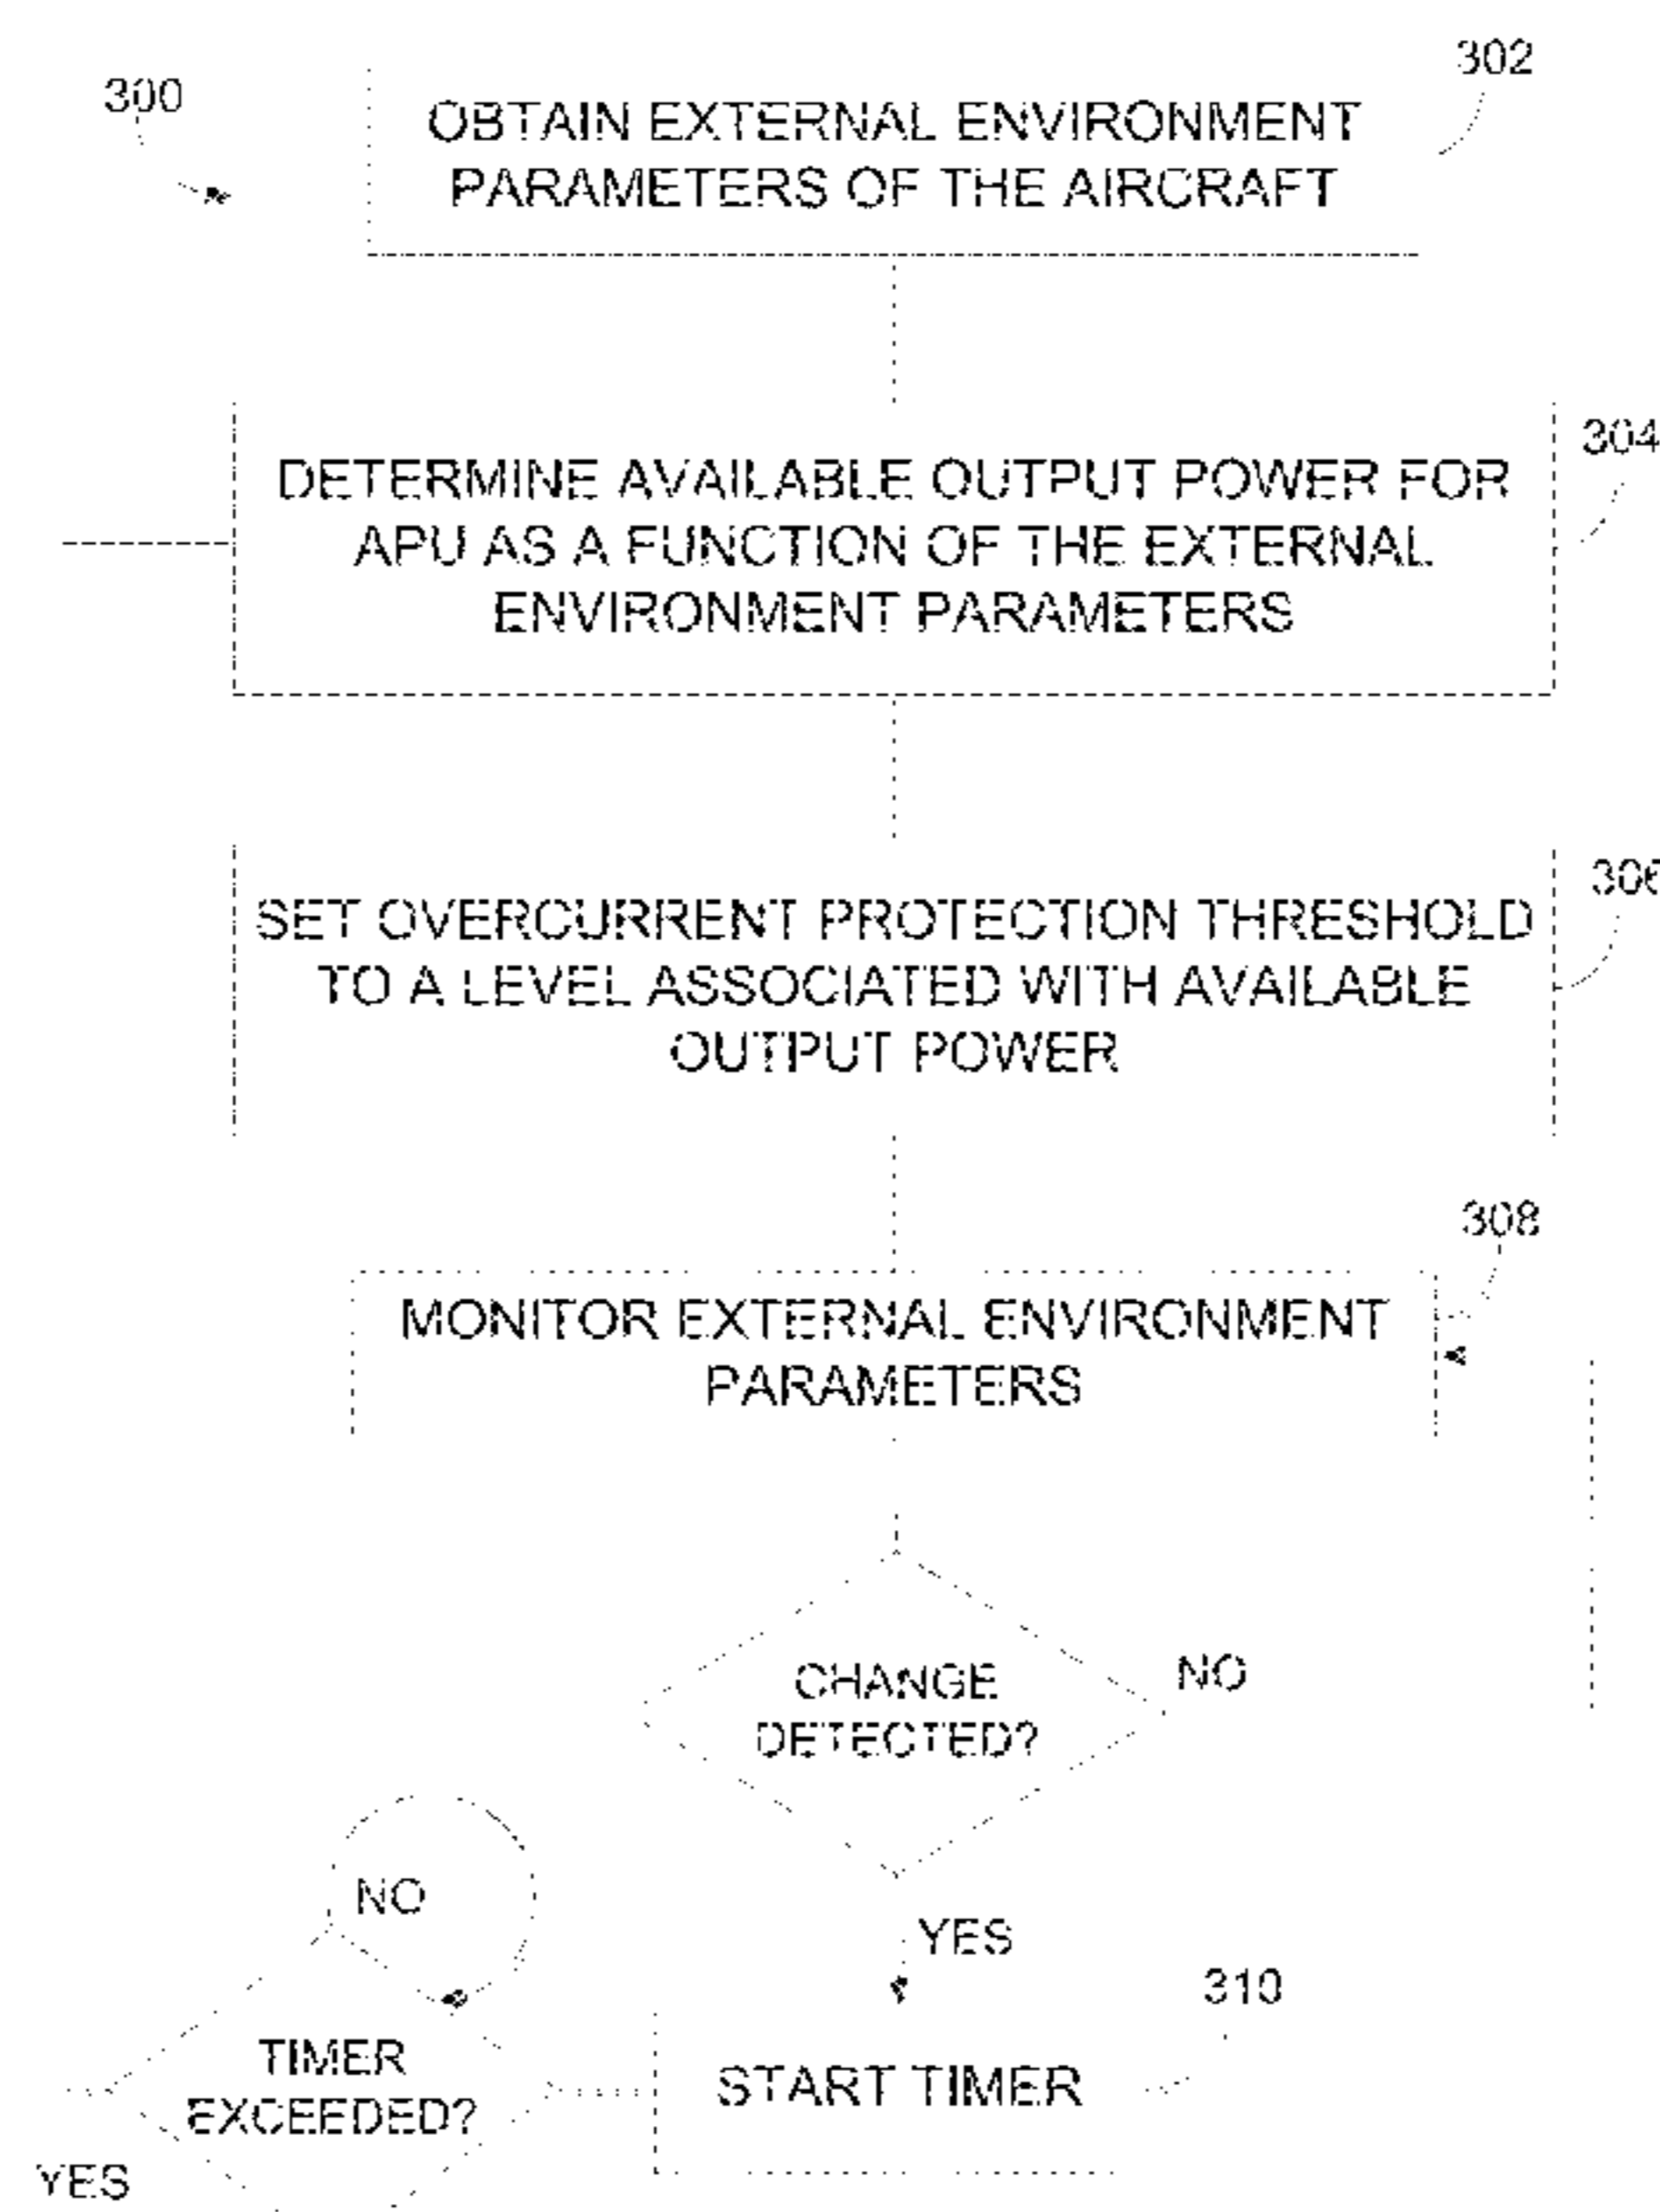 300
302
OBTAIN EXTERNAL ENVIRONMENT
PARAMETERS OF THE AIRCRAFT
304
DETERMINE AVAILABLE OUTPUT POWER FOR
APU AS A FUNCTION OF THE EXTERNAL
ENVIRONMENT PARAMETERS
306
SET OVERCURRENT PROTECTION THRESHOLD
TO A LEVEL ASSOCIATED WITH AVAILABLE
OUTPUT POWER
308
MONITOR EXTERNAL ENVIRONMENT
PARAMETERS
CHANGE
DETECTED?
NO
NO
YES
310
START TIMER
TIMER
EXCEEDED?
YES